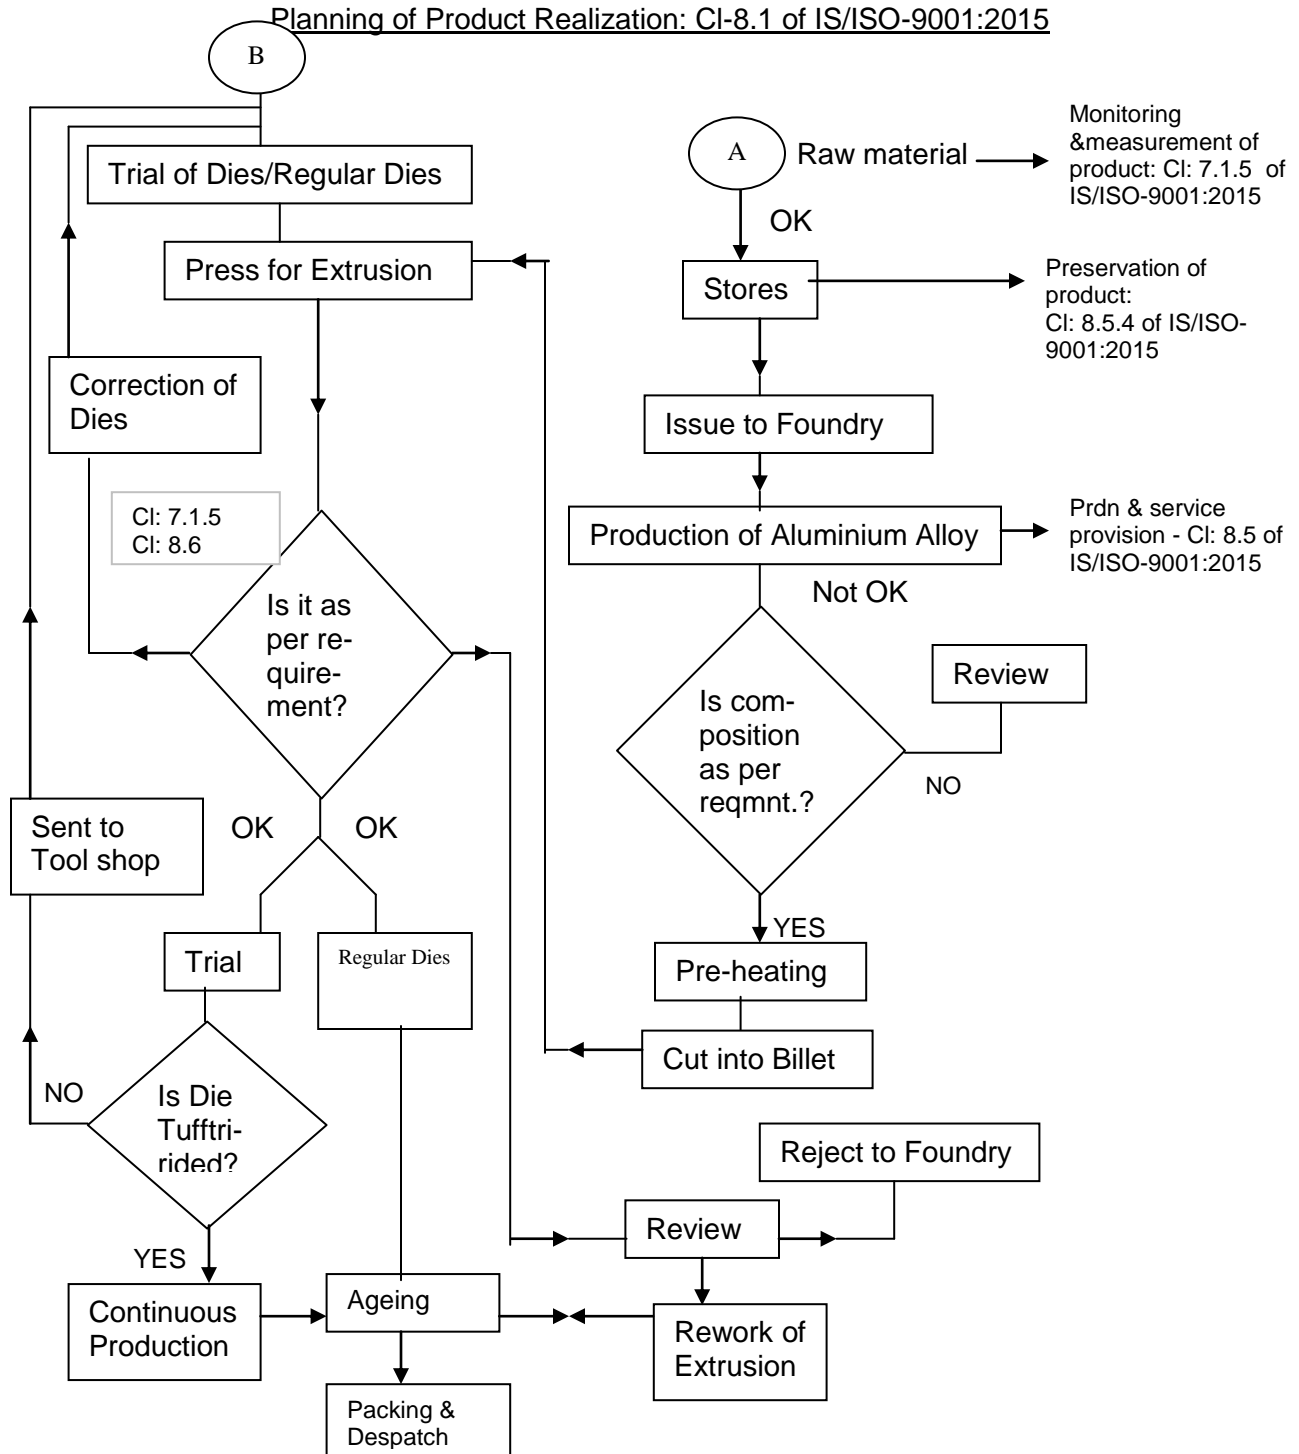 Planning of Product Realization: Cl-8.1 of IS/ISO-9001:2015
B
Trial of Dies/Regular Dies
Press for Extrusion
Correction of
Dies
Cl: 7.1.5
Cl: 8.6
Is it as
per re-
quire-
ment?
Sent to
Tool shop
OK
OK
Trial
Regular Dies
NO
Is Die
Tufftri-
rided?
YES
Continuous
Production
Ageing
Packing &
Despatch
A
Raw material
Monitoring
&measurement of
product: Cl: 7.1.5 of
IS/ISO-9001:2015
OK
Stores
Preservation of
product:
Cl: 8.5.4 of IS/ISO-
9001:2015
Issue to Foundry
Production of Aluminium Alloy
Prdn & service
provision - Cl: 8.5 of
IS/ISO-9001:2015
Not OK
Is com-
position
as per
reqmnt.?
Review
NO
YES
Pre-heating
Cut into Billet
Reject to Foundry
Review
Rework of
Extrusion